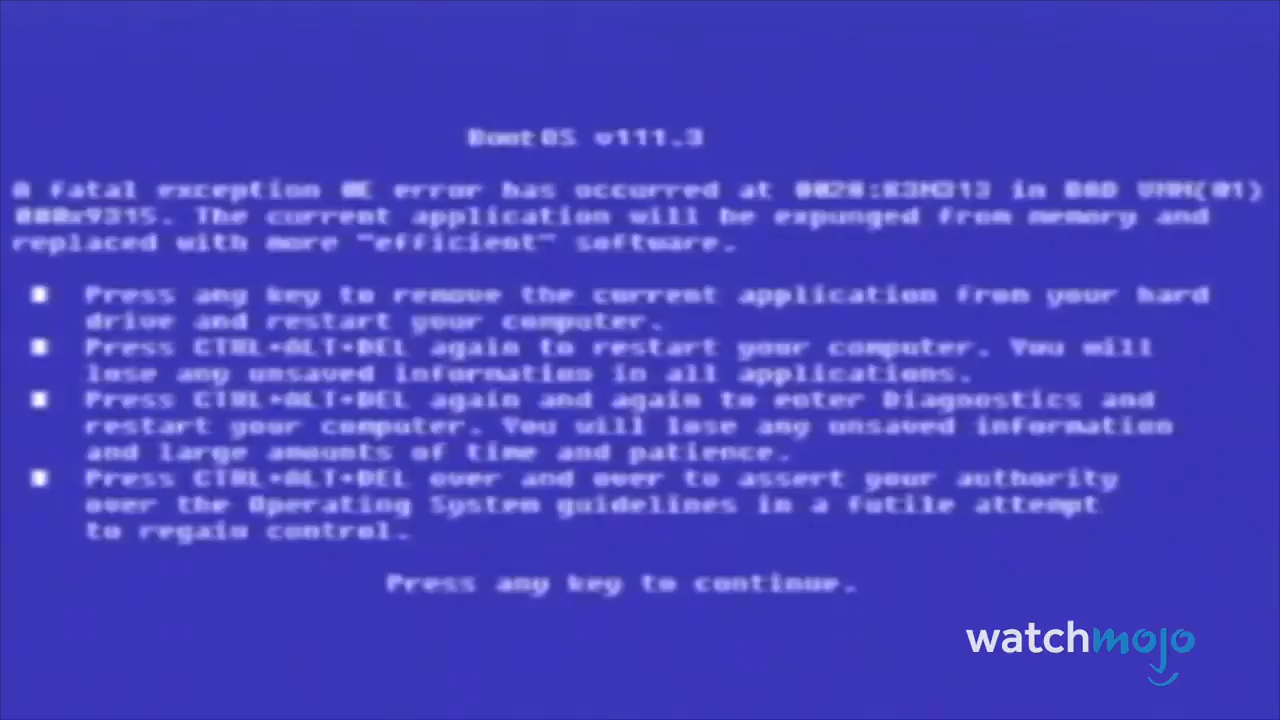 BootOS v111.3
A fatal exception 0E error has occurred at in BAD VMM(01)
The current application will be expunged from memory and
replaced with more "efficient" software.
Press any key to remove the current application from your hard
drive and restart your computer.
Press CTRL+ALT+DEL again to restart your computer. You will
lose any unsaved information in all applications.
Press CTRL+ALT+DEL again and again to enter Diagnostics and
restart your computer. You will lose any unsaved information
and large amounts of time and patience.
Press CTRL+ALT+DEL over and over to assert your authority
over the Operating System guidelines in a futile attempt
to regain control.
Press any key to continue.
watchmojo